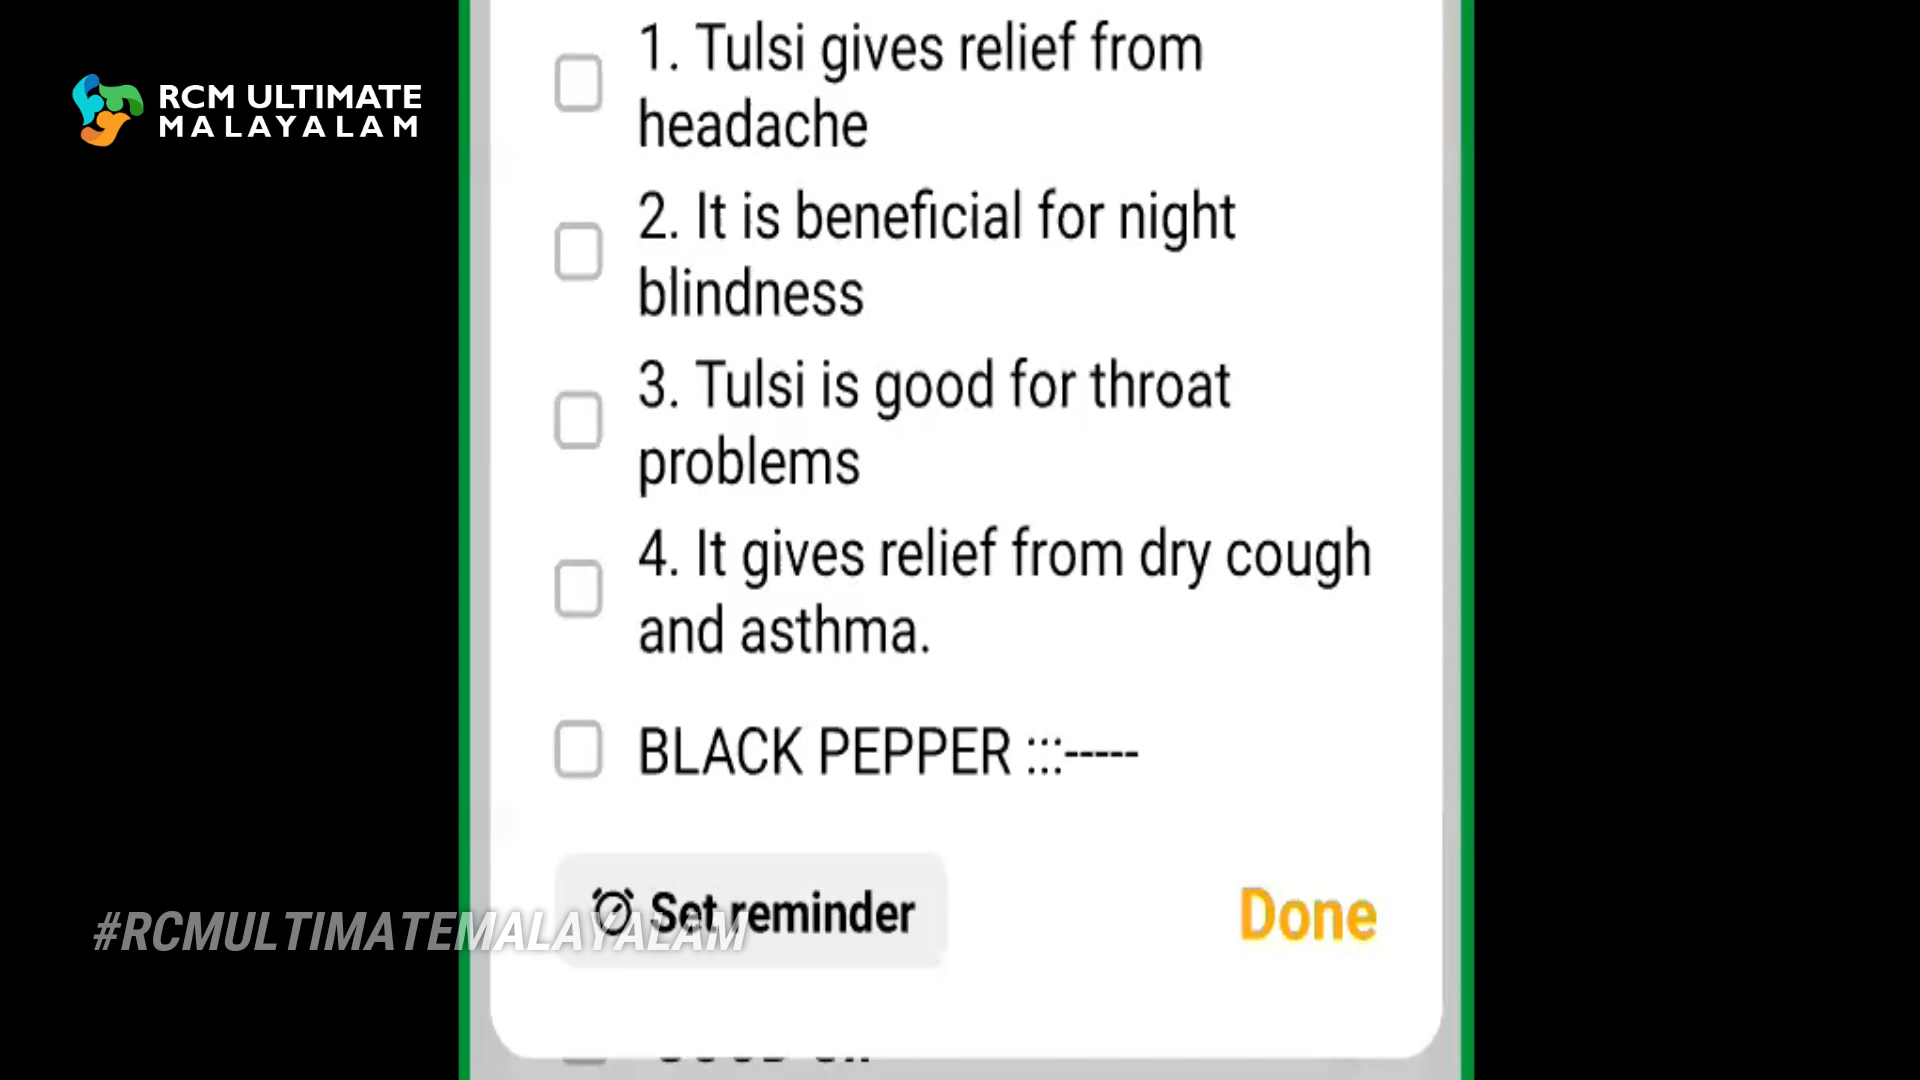 RCM ULTIMATE
MALAYALAM
1. Tulsi gives relief from
headache
2. It is beneficial for night
blindness
3. Tulsi is good for throat
problems
4. It gives relief from dry cough
and asthma.
BLACK PEPPER :::-----
Set reminder
Done
#RCMULTIMATEMALAYALAM